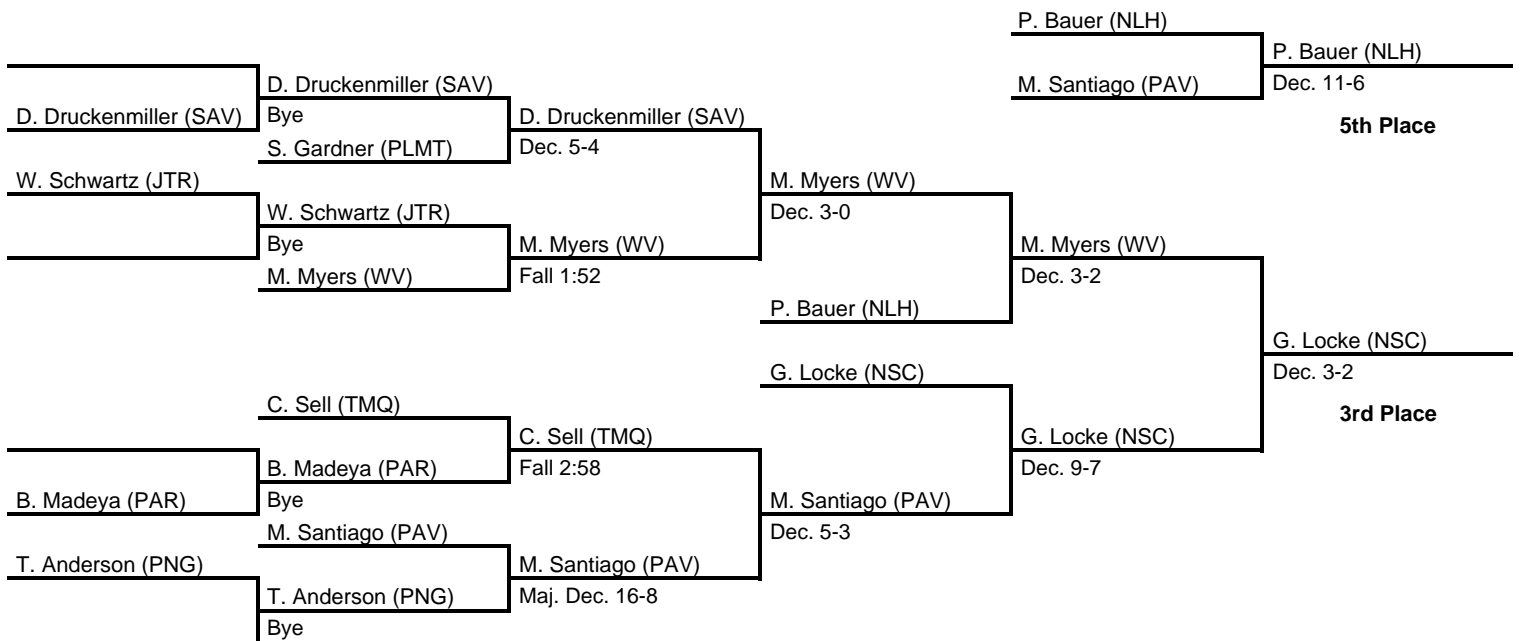 P. Bauer (NLH)
P. Bauer (NLH)
D. Druckenmiller (SAV)
M. Santiago (PAV)
Dec. 11-6
D. Druckenmiller (SAV)
Bye
D. Druckenmiller (SAV)
5th Place
S. Gardner (PLMT)
Dec. 5-4
W. Schwartz (JTR)
M. Myers (WV)
W. Schwartz (JTR)
Dec. 3-0
Bye
M. Myers (WV)
M. Myers (WV)
M. Myers (WV)
Fall 1:52
Dec. 3-2
P. Bauer (NLH)
G. Locke (NSC)
G. Locke (NSC)
Dec. 3-2
C. Sell (TMQ)
3rd Place
C. Sell (TMQ)
G. Locke (NSC)
B. Madeya (PAR)
Fall 2:58
Dec. 9-7
B. Madeya (PAR)
Bye
M. Santiago (PAV)
M. Santiago (PAV)
Dec. 5-3
T. Anderson (PNG)
M. Santiago (PAV)
T. Anderson (PNG)
Maj. Dec. 16-8
Bye